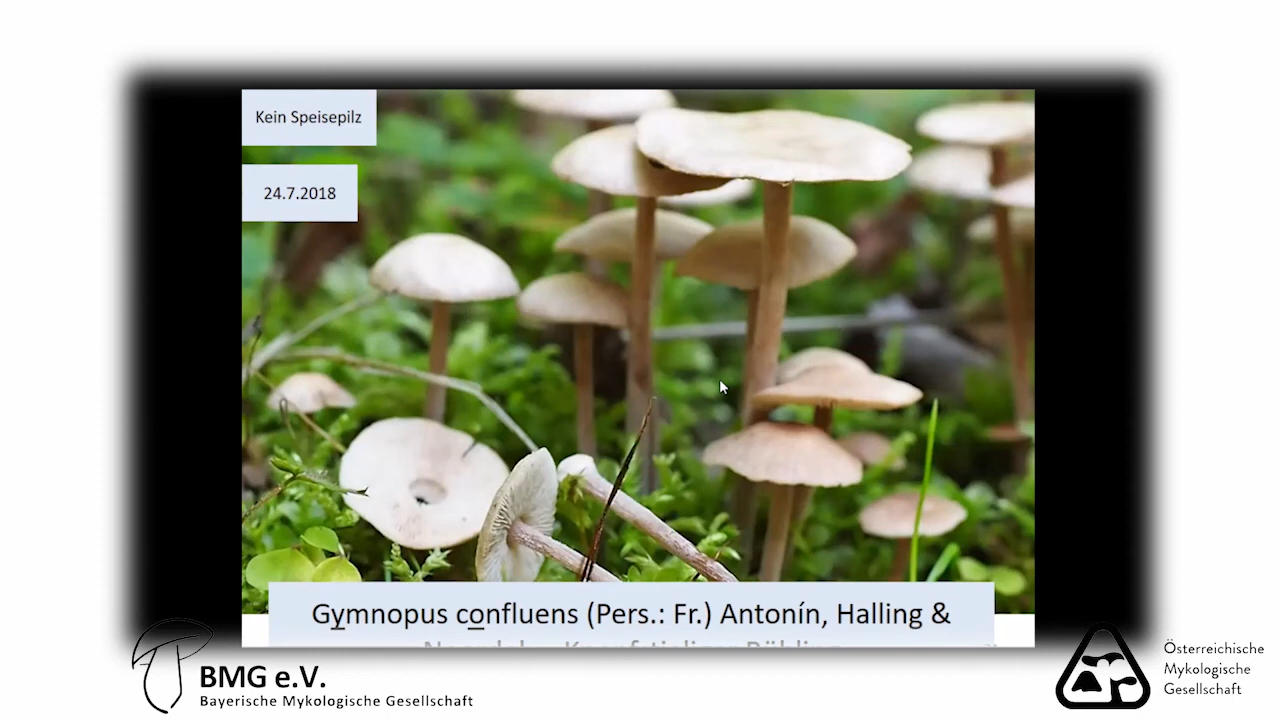 Kein Speisepilz
24.7.2018
Gymnopus confluens (Pers.: Fr.) Antonín, Halling &
BMG e.V.
Bayerische Mykologische Gesellschaft
Österreichische
Mykologische
Gesellschaft